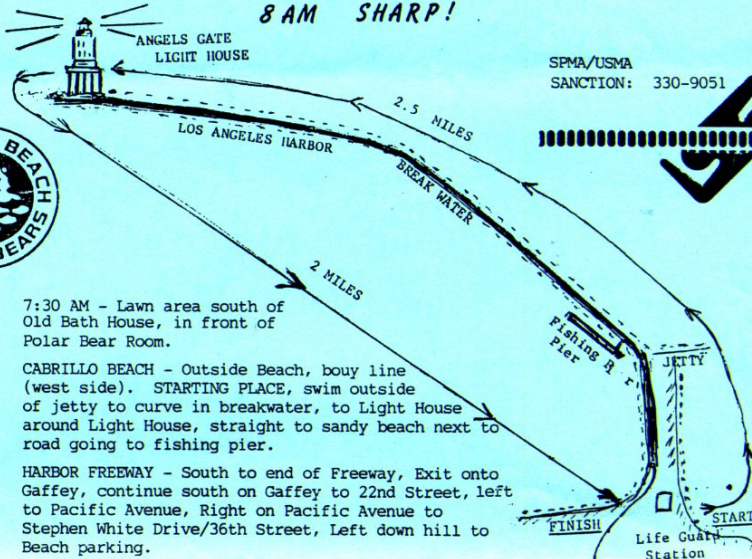 8 AM SHARP!
ANGELS GATE
LIGHT HOUSE
SPMA/USMA
SANCTION: 330-9051
2.5 MILES
LOS ANGELES HARBOR
BREAK WATER
BEACH
BEARS
2 MILES
7:30 AM - Lawn area south of
Old Bath House, in front of
Polar Bear Room.
Fishing
Pier
JETTY
CABRILLO BEACH - Outside Beach, bouy line
(west side). STARTING PLACE, swim outside
of jetty to curve in breakwater, to Light House
around Light House, straight to sandy beach next to
road going to fishing pier.
HARBOR FREEWAY - South to end of Freeway, Exit onto
Gaffey, continue south on Gaffey to 22nd Street, left
to Pacific Avenue, Right on Pacific Avenue to
Stephen White Drive/36th Street, Left down hill to
Beach parking.
FINISH
START
Life Guard
Station